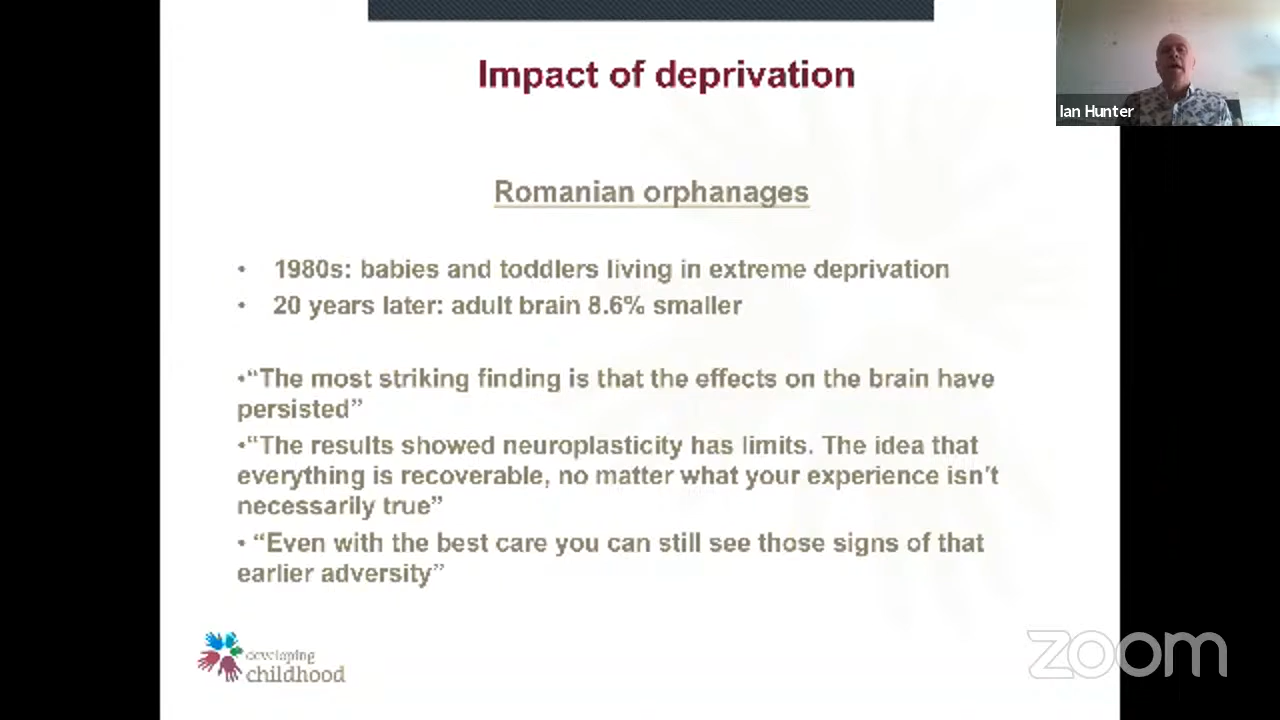 Impact of deprivation
Ian Hunter
Romanian orphanages
• 1980s: babies and toddlers living in extreme deprivation
• 20 years later: adult brain 8.6% smaller
•“The most striking finding is that the effects on the brain have
persisted”
•“The results showed neuroplasticity has limits. The idea that
everything is recoverable, no matter what your experience isn’t
necessarily true”
• “Even with the best care you can still see those signs of that
earlier adversity”
developing
childhood
zoom